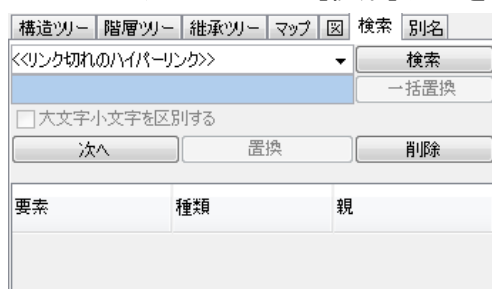 構造ツリー 階層ツリー 継承ツリー マップ 図 検索 別名
<<リンク切れのハイパーリンク>> 検索
一括置換
大文字小文字を区別する
次へ 置換 削除
要素 種類 親